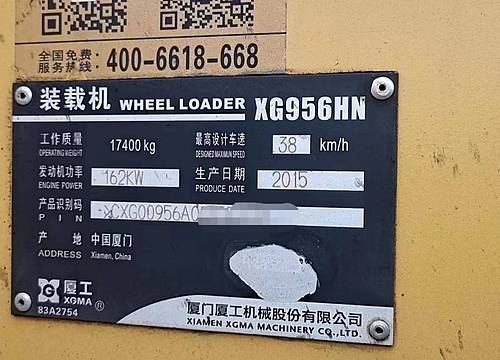 全国免费
服务热线: 400-6618-668
装载机 WHEEL LOADER XG956HN
工作质量 17400 kg 最高设计车速 38 km/h
OPERATING WEIGHT DESIGNED MAXIMUM SPEED
发动机功率 162KW 生产日期 2015
ENGINE POWER PRODUCE DATE
产品识别码 CXG00956A
P I N
产 地 中国厦门
ADDRESS Xiamen, China
厦工
XGMA ®
83A2754
厦门厦工机械股份有限公司
XIAMEN XGMA MACHINERY CO.,LTD.